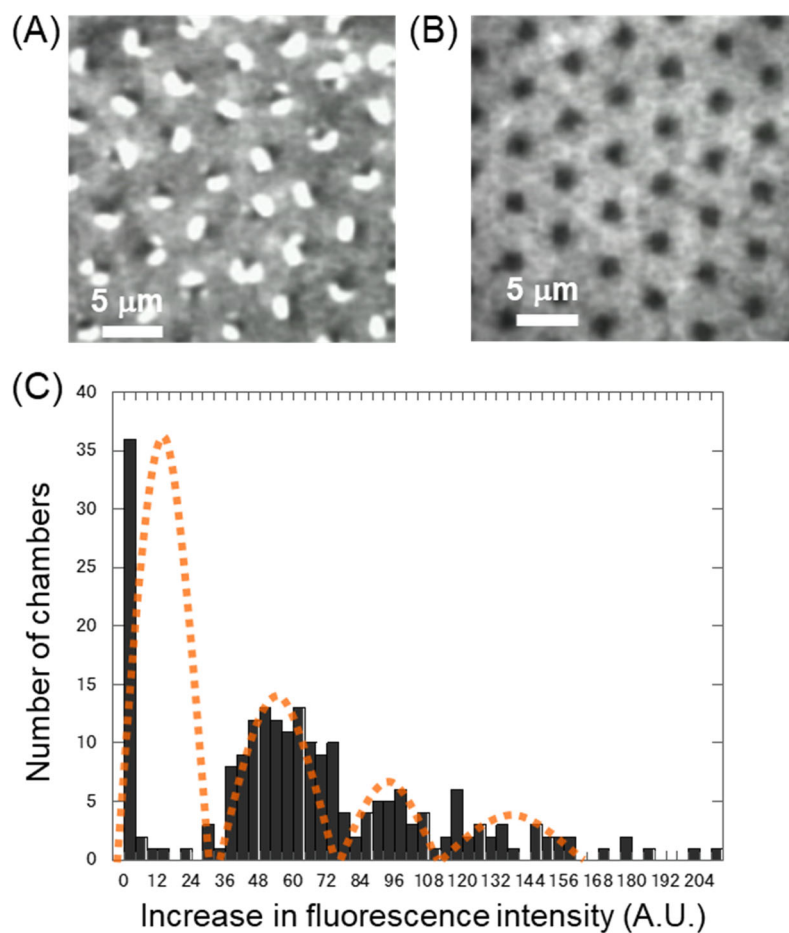 (A)
(B)
5 μm
5 μm
(C)
40
35
30
25
20
15
10
5
0
Number of chambers
0 12 24 36 48 60 72 84 96 108 120 132 144 156 168 180 192 204
Increase in fluorescence intensity (A.U.)